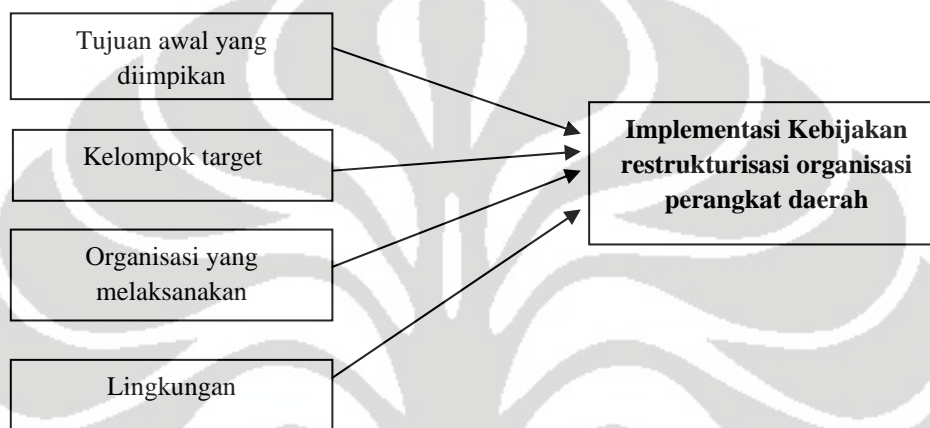 Tujuan awal yang
diimpikan
Kelompok target
Organisasi yang
melaksanakan
Lingkungan
Implementasi Kebijakan
restrukturisasi organisasi
perangkat daerah